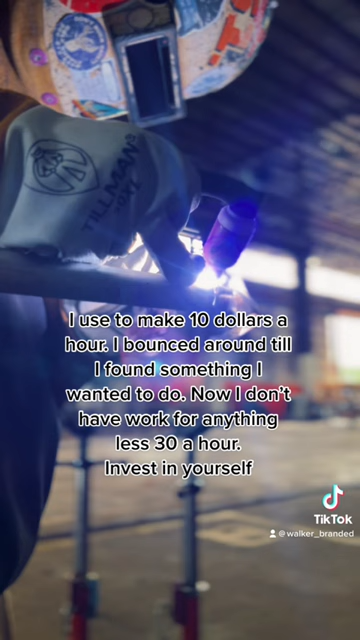 TILLMAN
I use to make 10 dollars a
hour. I bounced around till
I found something I
wanted to do. Now I don't
have work for anything
less 30 a hour.
Invest in yourself
TikTok
@walker_branded